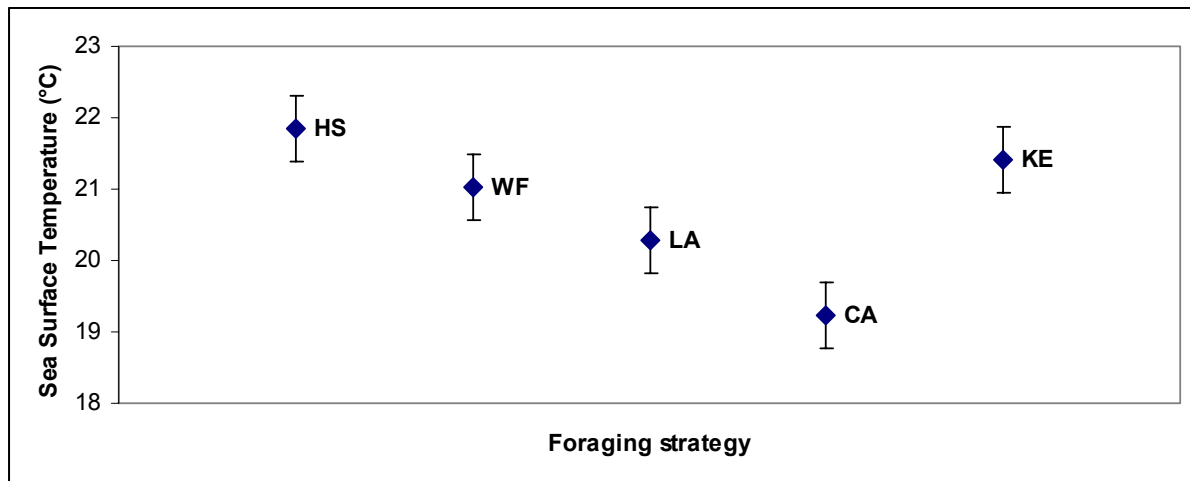 Sea Surface Temperature (°C)
23
22
21
20
19
18
HS
WF
LA
CA
KE
Foraging strategy